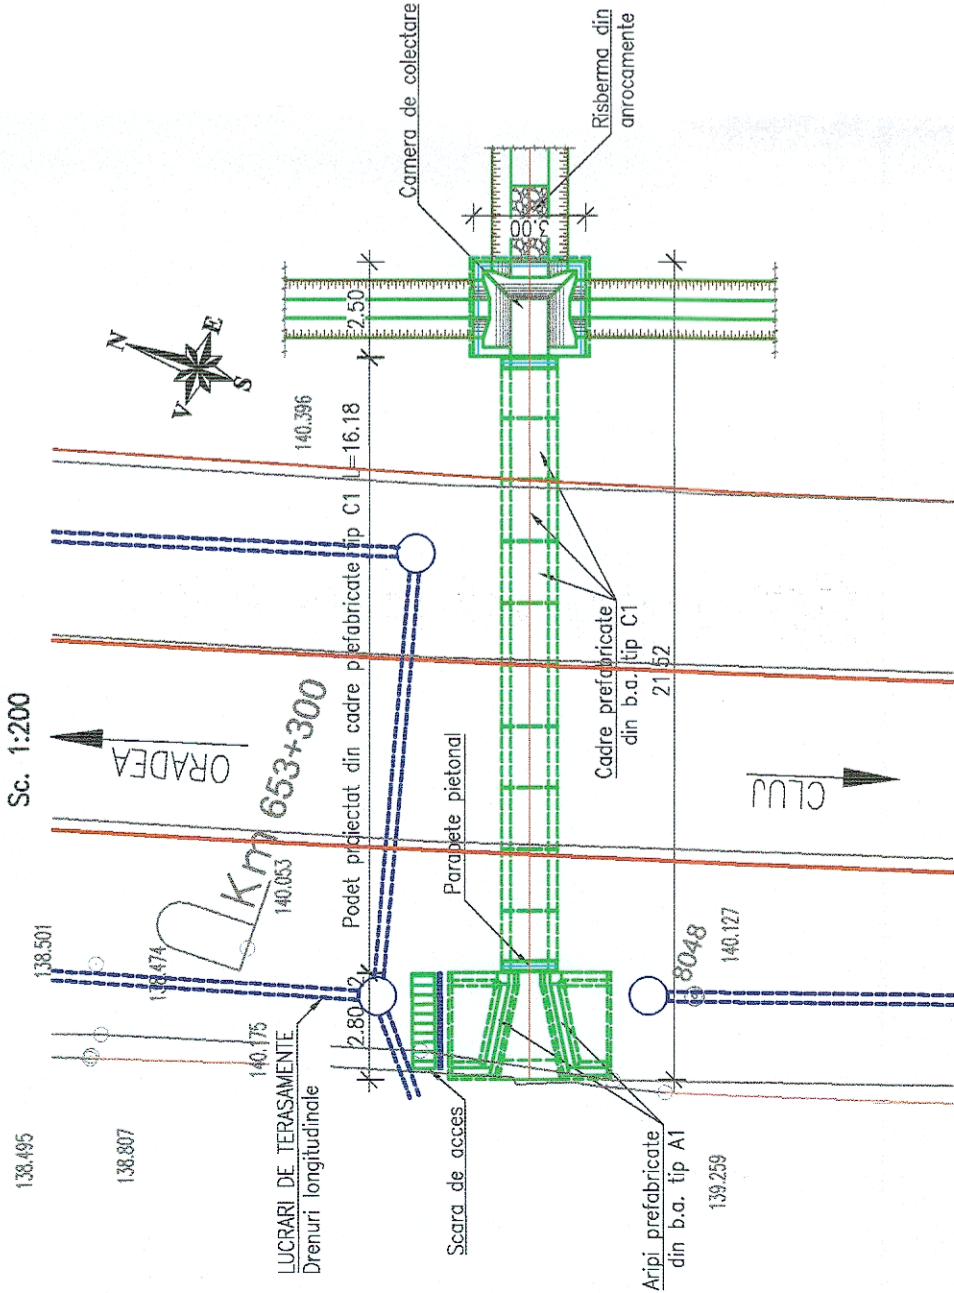 Sc. 1:200
Camera de colectare
Risberma din
anrocamente
3.00
2.50
N
E
S
V
140.396
Podet proiectat din cadre prefabricate tip C1 L=16.18
ORADEA
Km 653+300
140.053
138.501
138.474
140.175
2.80
138.495
138.807
LUCRARI DE TERASAMENTE
Drenuri longitudinale
Scara de acces
Parapete pietonal
Cadre prefabricate
din b.a. tip C1
21.52
CLUJ
8048
140.127
Aripi prefabricate
din b.a. tip A1
139.259